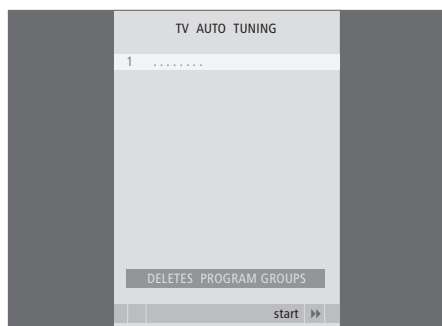 TV AUTO TUNING
1 ........
DELETES PROGRAM GROUPS
start